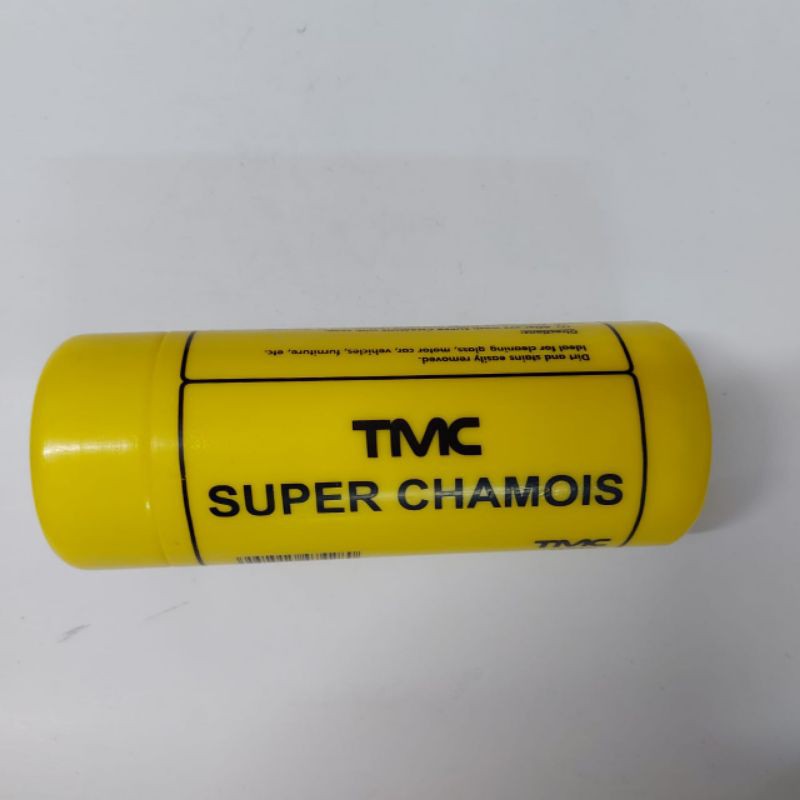 TMC
SUPER CHAMOIS
TMC
Dirt and stains easily removed.
Ideal for cleaning glass, motor car, vehicles, furniture, etc.